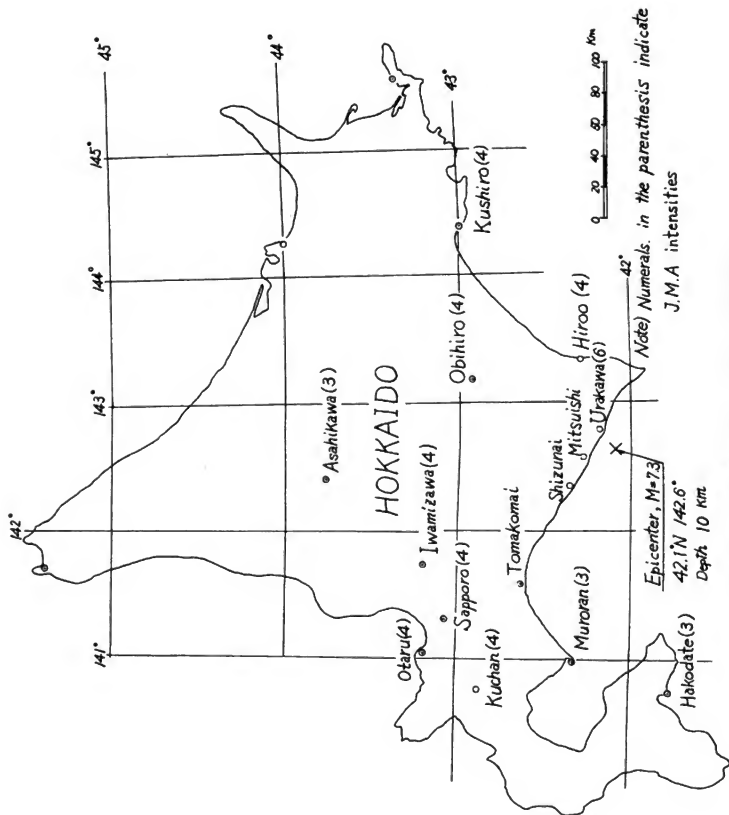 45°
44°
43°
42°
141°
142°
143°
144°
145°
Asahikawa(3)
HOKKAIDO
Iwamizawa(4)
Sapporo(4)
Otaru(4)
Kuchan(4)
Obihiro(4)
Kushiro(4)
Tomakomai
Shizunai
Mitsuishi
Urakawa(6)
Hiroo(4)
Muroran(3)
Hakodate(3)
Epicenter, M=7.3
42.1°N 142.6°
Depth 10 Km
0 20 40 60 80 100 Km
Note) Numerals. in the parenthesis indicate
J.M.A intensities